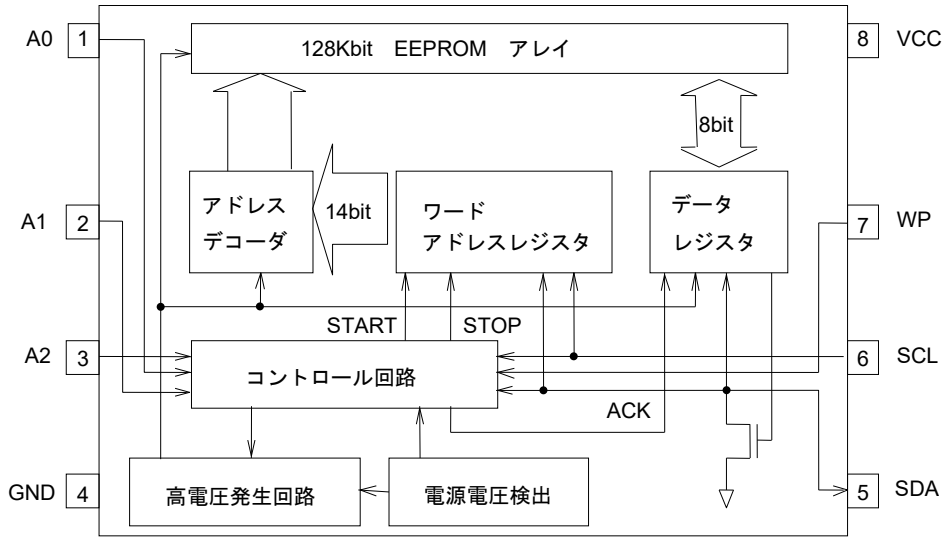 A0 1
128Kbit EEPROM アレイ
8 VCC
8bit
アドレス
デコーダ
14bit
ワード
アドレスレジスタ
データ
レジスタ
A1 2
7 WP
START
STOP
A2 3
コントロール回路
6 SCL
ACK
GND 4
高電圧発生回路
電源電圧検出
5 SDA